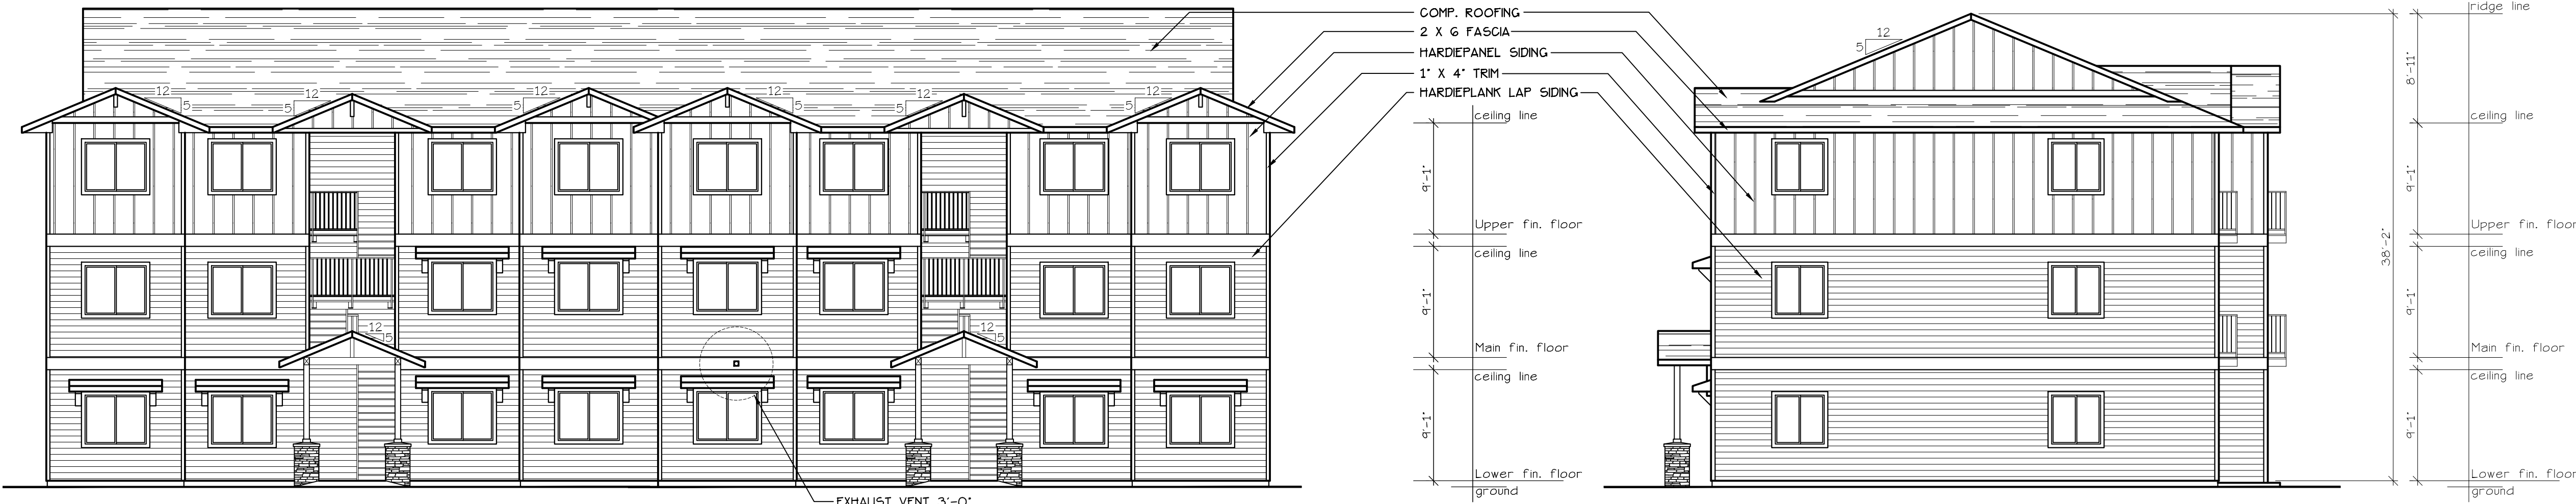 COMP. ROOFING
2 X 6 FASCIA
HARDIEPANEL SIDING
1" X 4" TRIM
HARDIEPLANK LAP SIDING
12
5
5
12
12
5
12
5
5
12
12
5
12
5
12
5
EXHAUST VENT 3'-0"
ceiling line
9'-1"
Upper fin. floor
ceiling line
9'-1"
Main fin. floor
ceiling line
9'-1"
Lower fin. floor
ground
12
5
38'-2"
ridge line
8'-11"
ceiling line
9'-1"
Upper fin. floor
ceiling line
9'-1"
Main fin. floor
ceiling line
9'-1"
Lower fin. floor
ground